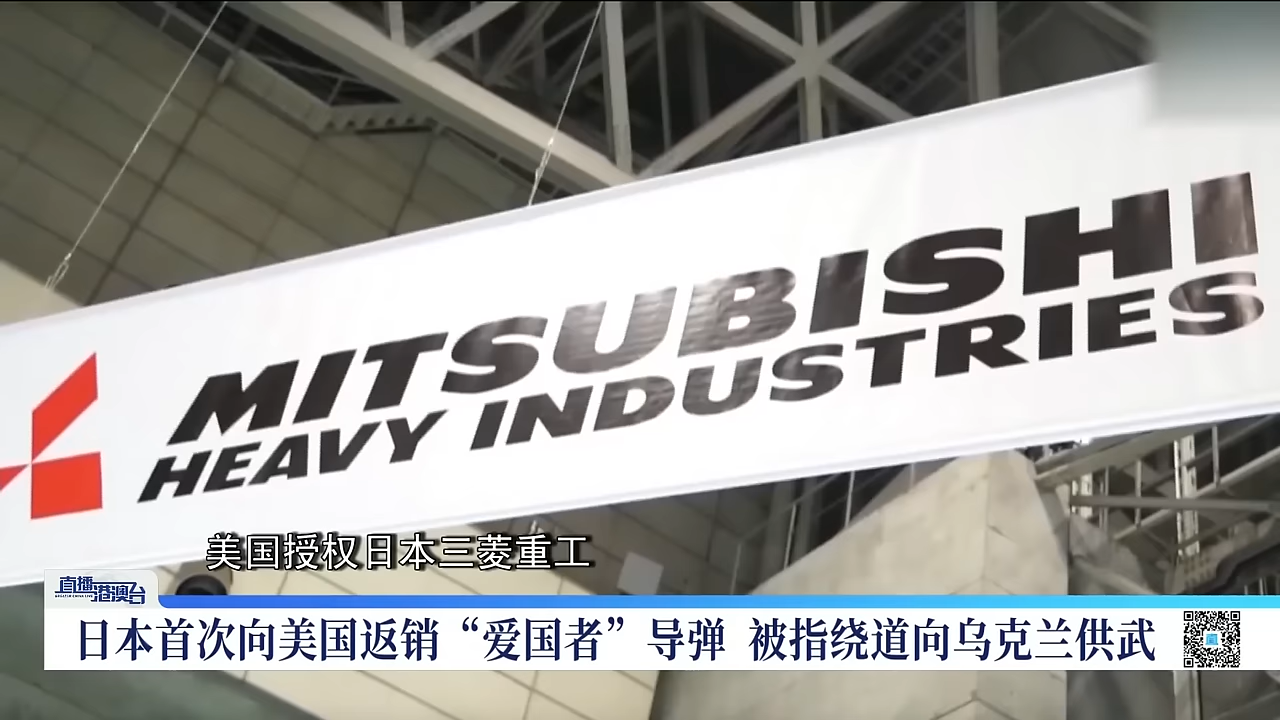 MITSUBISHI
HEAVY INDUSTRIES
美国授权日本三菱重工
直播港澳台
日本首次向美国返销“爱国者”导弹 被指绕道向乌克兰供武